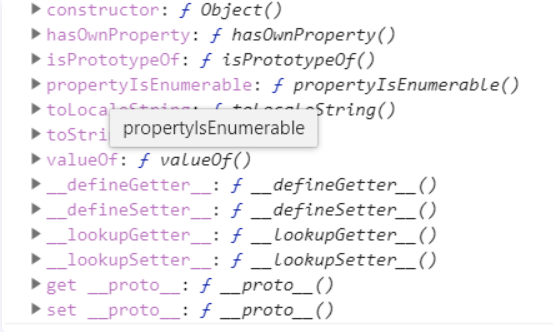 constructor: ƒ Object()
hasOwnProperty: ƒ hasOwnProperty()
isPrototypeOf: ƒ isPrototypeOf()
propertyIsEnumerable: ƒ propertyIsEnumerable()
toLocaleString: ƒ toLocaleString()
propertyIsEnumerable
toStri
valueOf: ƒ valueOf()
__defineGetter__: ƒ __defineGetter__()
__defineSetter__: ƒ __defineSetter__()
__lookupGetter__: ƒ __lookupGetter__()
__lookupSetter__: ƒ __lookupSetter__()
get __proto__: ƒ __proto__()
set __proto__: ƒ __proto__()